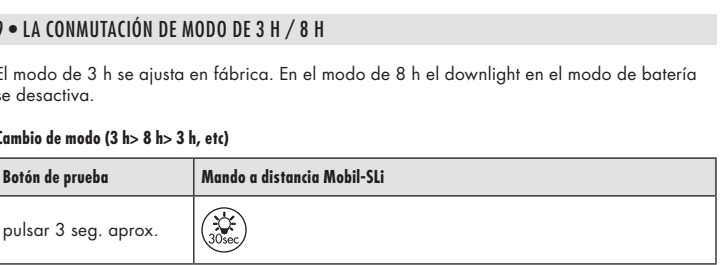 9 • LA CONMUTACIÓN DE MODO DE 3 H / 8 H
El modo de 3 h se ajusta en fábrica. En el modo de 8 h el downlight en el modo de batería
se desactiva.
Cambio de modo (3 h> 8 h> 3 h, etc)
Botón de prueba Mando a distancia Mobil-SLi
pulsar 3 seg. aprox. 30sec